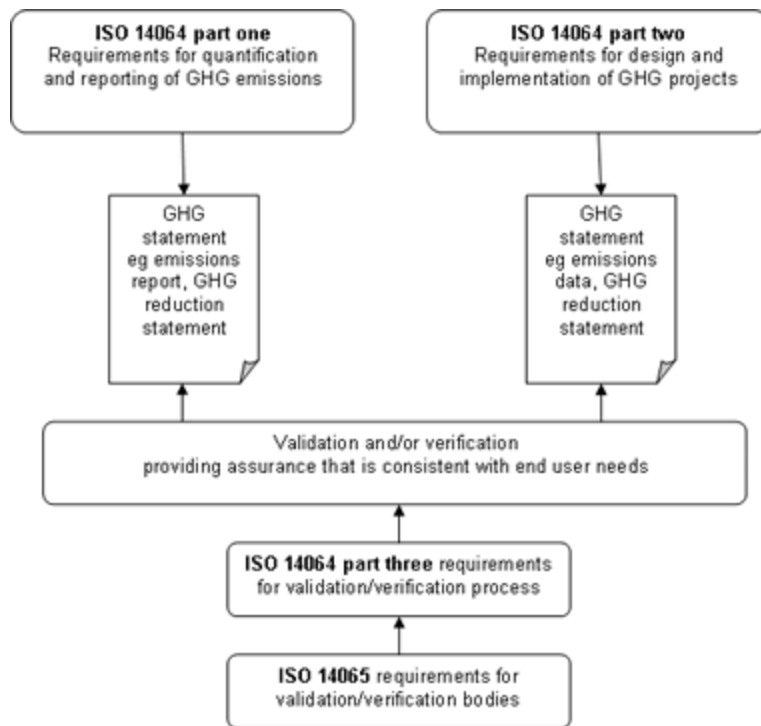 ISO 14064 part one
Requirements for quantification
and reporting of GHG emissions
ISO 14064 part two
Requirements for design and
implementation of GHG projects
GHG
statement
eg emissions
report, GHG
reduction
statement
GHG
statement
eg emissions
data, GHG
reduction
statement
Validation and/or verification
providing assurance that is consistent with end user needs
ISO 14064 part three requirements
for validation/verification process
ISO 14065 requirements for
validation/verification bodies